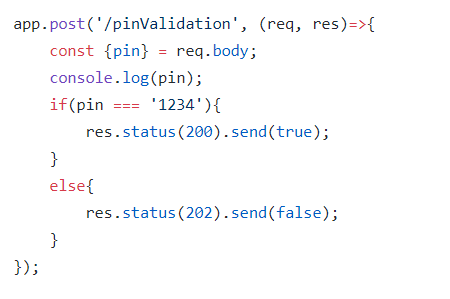 app.post('/pinValidation', (req, res)=>{
    const {pin} = req.body;
    console.log(pin);
    if(pin === '1234'){
        res.status(200).send(true);
    }
    else{
        res.status(202).send(false);
    }
});